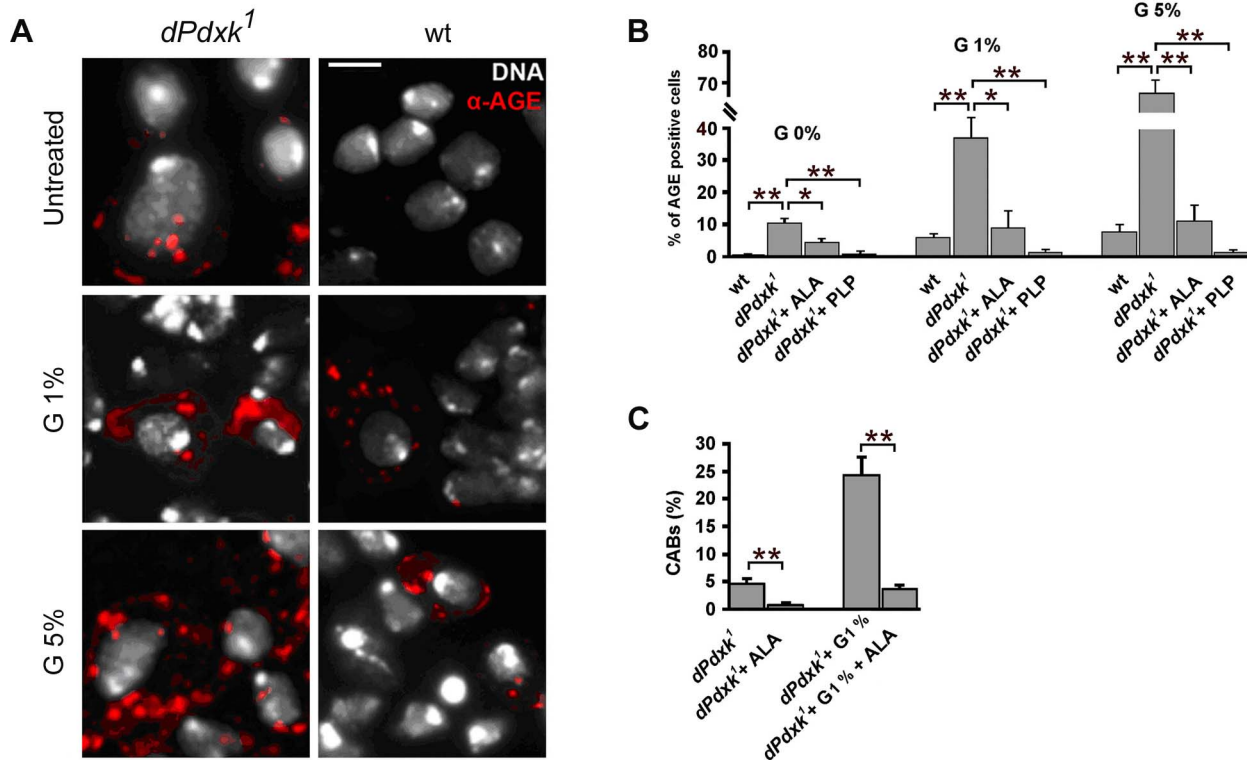 A
dPdxk¹
wt
DNA
α-AGE
Untreated
G 1%
G 5%
B
% of AGE positive cells
80
70
40
30
20
10
0
G 0%
**
*
**
G 1%
**
*
**
G 5%
**
**
**
wt
dPdxk¹
dPdxk¹+ ALA
dPdxk¹+ PLP
wt
dPdxk¹
dPdxk¹+ ALA
dPdxk¹+ PLP
wt
dPdxk¹
dPdxk¹+ ALA
dPdxk¹+ PLP
C
CABs (%)
30
25
20
15
10
5
0
**
**
dPdxk¹
dPdxk¹+ ALA
dPdxk¹+ G1 %
dPdxk¹+ G1 % + ALA